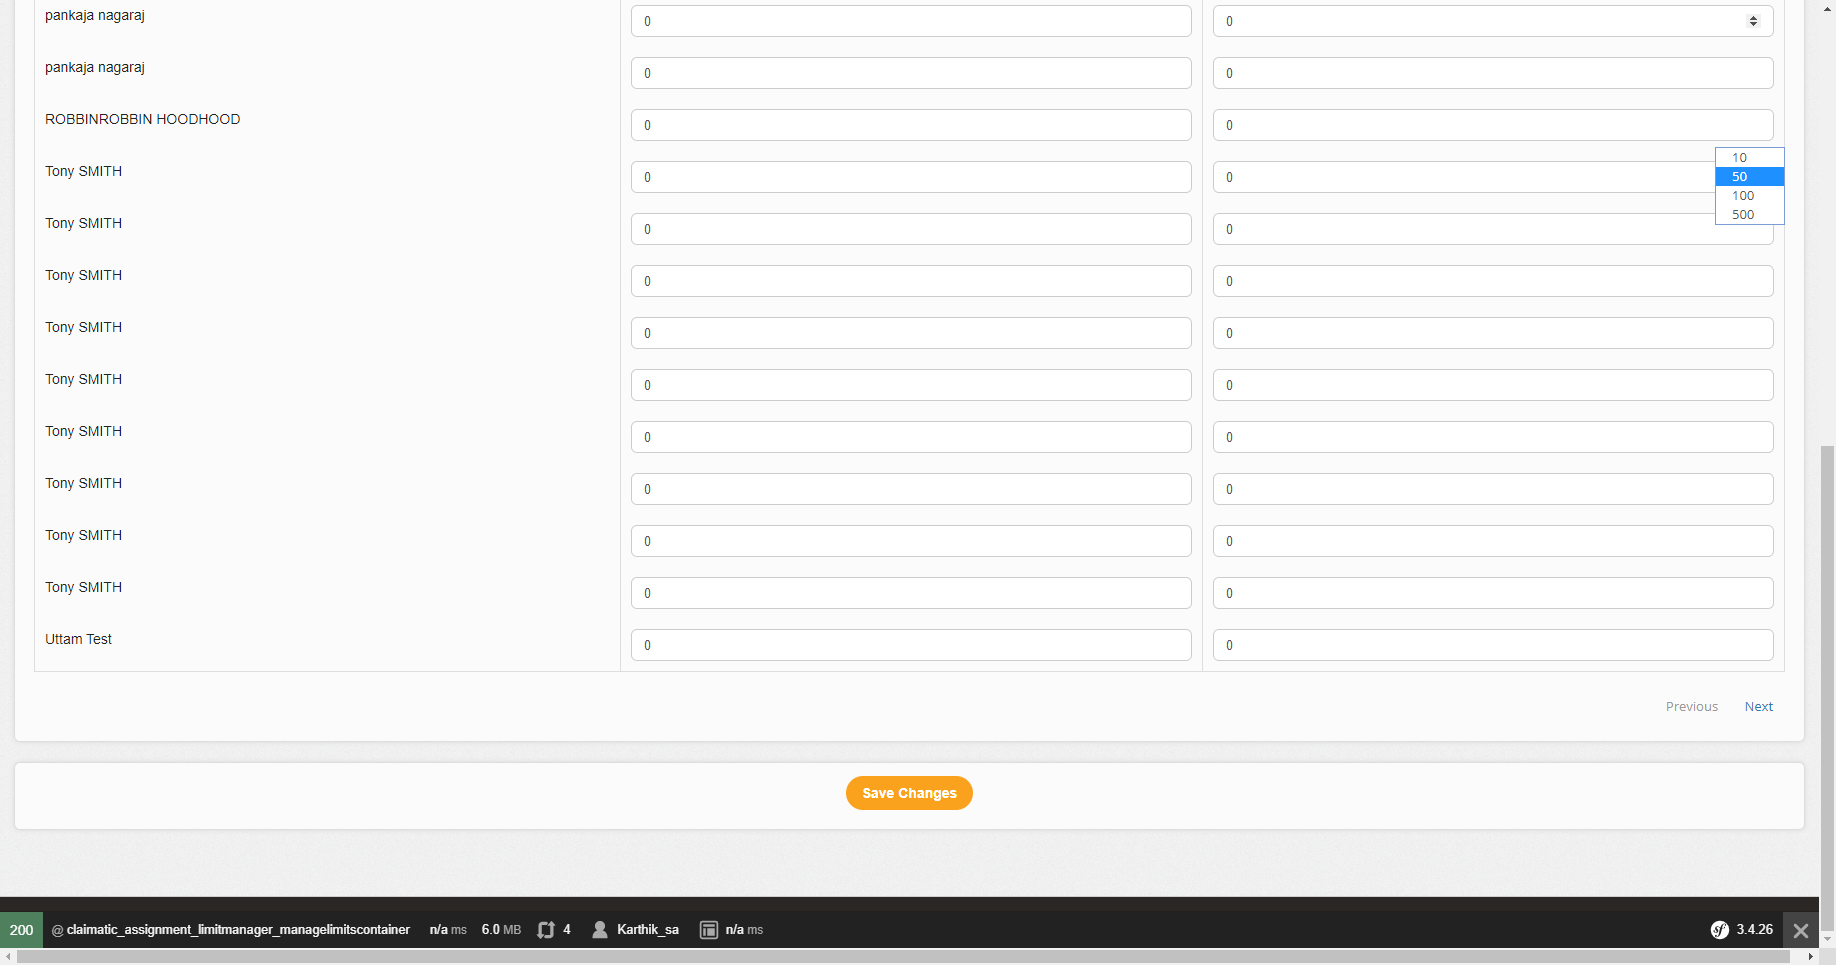 pankaja nagaraj 0 0
pankaja nagaraj 0 0
ROBBINROBBIN HOODHOOD 0 0
10
Tony SMITH 0 0 50
100
500
Tony SMITH 0 0
Tony SMITH 0 0
Tony SMITH 0 0
Tony SMITH 0 0
Tony SMITH 0 0
Tony SMITH 0 0
Tony SMITH 0 0
Tony SMITH 0 0
Uttam Test 0 0
Previous Next
Save Changes
200 @ claimatic_assignment_limitmanager_managelimitscontainer n/a ms 6.0 MB 4 Karthik_sa n/a ms sf 3.4.26